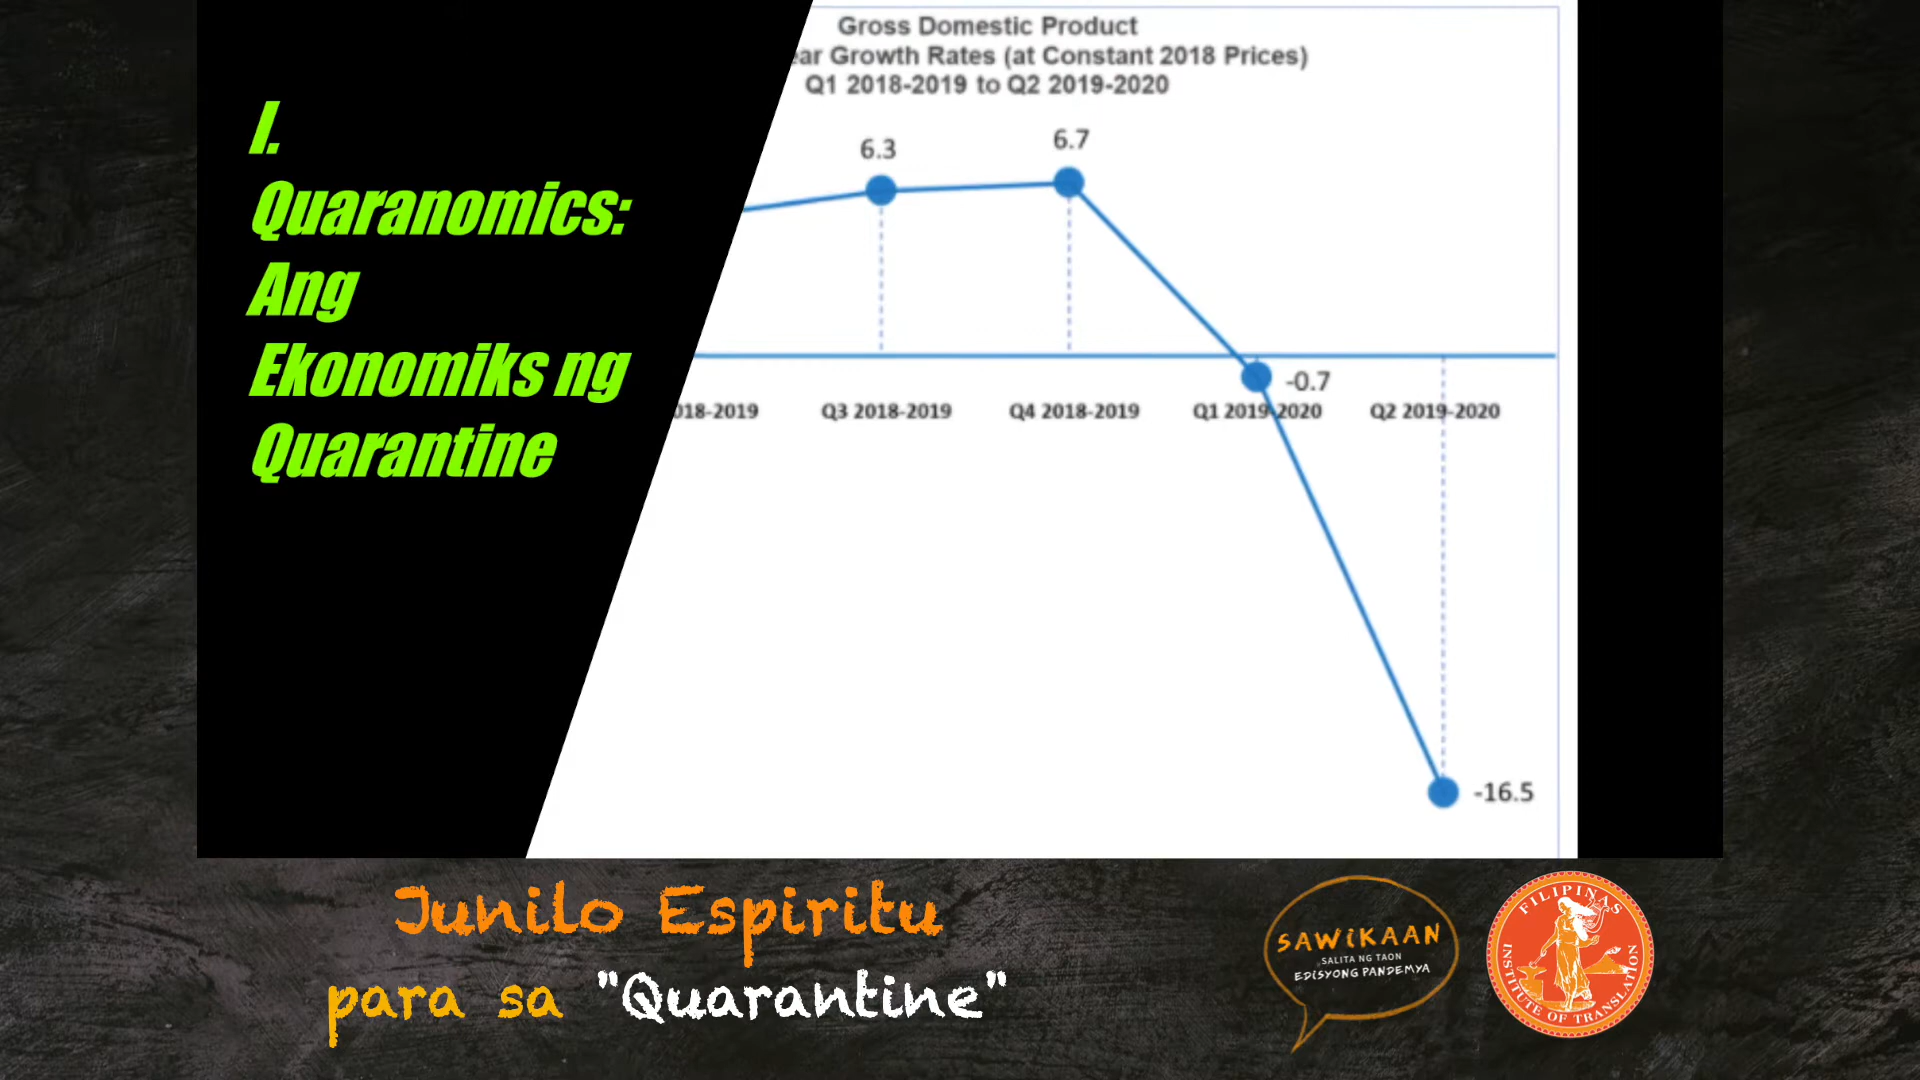 I.
Quaranomics:
Ang
Ekonomiks ng
Quarantine
Gross Domestic Product
ear Growth Rates (at Constant 2018 Prices)
Q1 2018-2019 to Q2 2019-2020
6.3
6.7
-0.7
018-2019 Q3 2018-2019 Q4 2018-2019 Q1 2019-2020 Q2 2019-2020
-16.5
Junilo Espiritu
para sa "Quarantine"
SAWiKAAN
SALITA NG TAON
EDISYONG PANDEMYA
FILIPINAS
INSTITUTE OF TRANSLATION